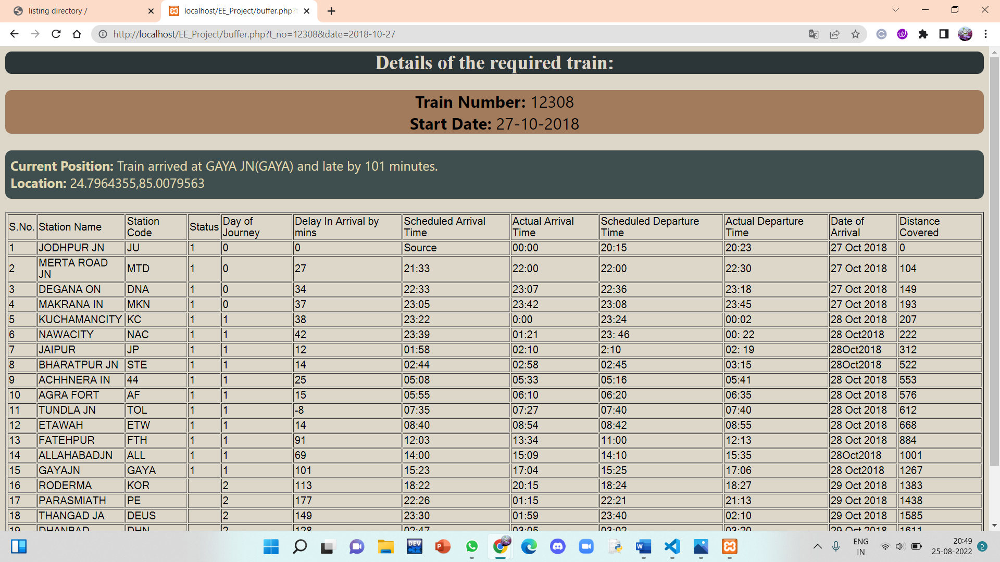 listing directory /
localhost/EE_Project/buffer.php?t
http://localhost/EE_Project/buffer.php?t_no=12308&date=2018-10-27
Details of the required train:
Train Number: 12308
Start Date: 27-10-2018
Current Position: Train arrived at GAYA JN(GAYA) and late by 101 minutes.
Location: 24.7964355,85.0079563
S.No. Station Name Station Code Status Day of Journey Delay In Arrival by mins Scheduled Arrival Time Actual Arrival Time Scheduled Departure Time Actual Departure Time Date of Arrival Distance Covered
1 JODHPUR JN JU 1 0 0 Source 00:00 20:15 20:23 27 Oct 2018 0
2 MERTA ROAD JN MTD 1 0 27 21:33 22:00 22:00 22:30 27 Oct 2018 104
3 DEGANA ON DNA 1 0 34 22:33 23:07 22:36 23:18 27 Oct 2018 149
4 MAKRANA IN MKN 1 0 37 23:05 23:42 23:08 23:45 27 Oct 2018 193
5 KUCHAMANCITY KC 1 1 38 23:22 0:00 23:24 00:02 28 Oct 2018 207
6 NAWACITY NAC 1 1 42 23:39 01:21 23: 46 00: 22 28 Oct2018 222
7 JAIPUR JP 1 1 12 01:58 02:10 2:10 02: 19 28Oct2018 312
8 BHARATPUR JN STE 1 1 14 02:44 02:58 02:45 03:15 28Oct2018 522
9 ACHHNERA IN 44 1 1 25 05:08 05:33 05:16 05:41 28 Oct 2018 553
10 AGRA FORT AF 1 1 15 05:55 06:10 06:20 06:35 28 Oct 2018 576
11 TUNDLA JN TOL 1 1 -8 07:35 07:27 07:40 07:40 28 Oct 2018 612
12 ETAWAH ETW 1 1 14 08:40 08:54 08:42 08:55 28 Oct 2018 668
13 FATEHPUR FTH 1 1 91 12:03 13:34 11:00 12:13 28 Oct 2018 884
14 ALLAHABADJN ALL 1 1 69 14:00 15:09 14:10 15:35 28Oct2018 1001
15 GAYAJN GAYA 1 1 101 15:23 17:04 15:25 17:06 28 Oct2018 1267
16 RODERMA KOR 2 113 18:22 20:15 18:24 18:27 29 Oct 2018 1383
17 PARASMIATH PE 2 177 22:26 01:15 22:21 21:13 29 Oct 2018 1438
18 THANGAD JA DEUS 2 149 23:30 01:59 23:40 02:10 29 Oct 2018 1585
19 DHANBAD DHN 2 128 02:47 03:05 03:02 03:20 29 Oct 2018 1611
DEV
C++
ENG
IN
20:49
25-08-2022
2